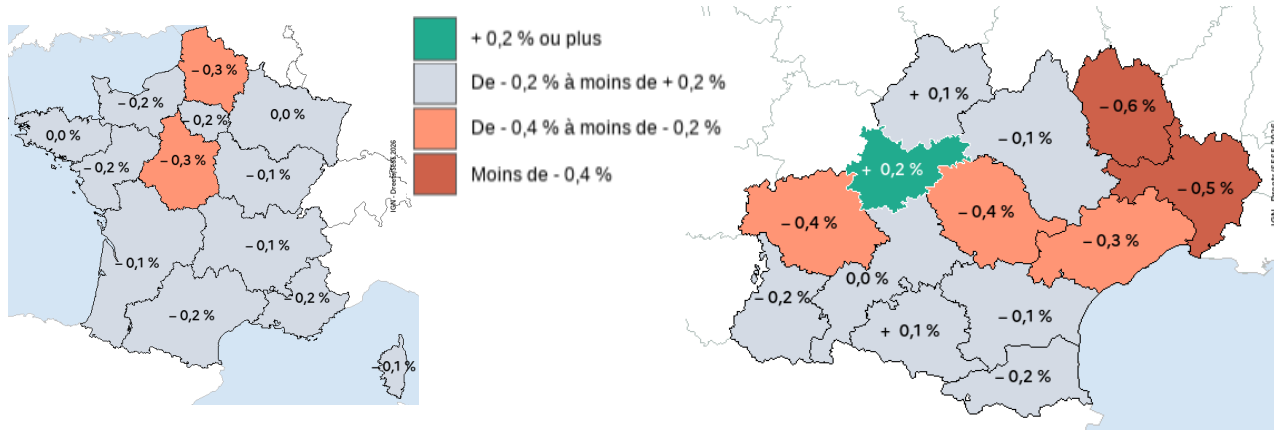 – 0,3 %
– 0,2 %
– 0,2 %
0,0 %
0,0 %
– 0,3 %
– 0,2 %
– 0,1 %
– 0,1 %
– 0,1 %
– 0,2 %
– 0,2 %
– 0,1 %
+ 0,2 % ou plus
De - 0,2 % à moins de + 0,2 %
De - 0,4 % à moins de - 0,2 %
Moins de - 0,4 %
+ 0,1 %
– 0,6 %
– 0,1 %
+ 0,2 %
– 0,5 %
– 0,4 %
– 0,4 %
– 0,3 %
0,0 %
– 0,2 %
– 0,1 %
+ 0,1 %
– 0,2 %